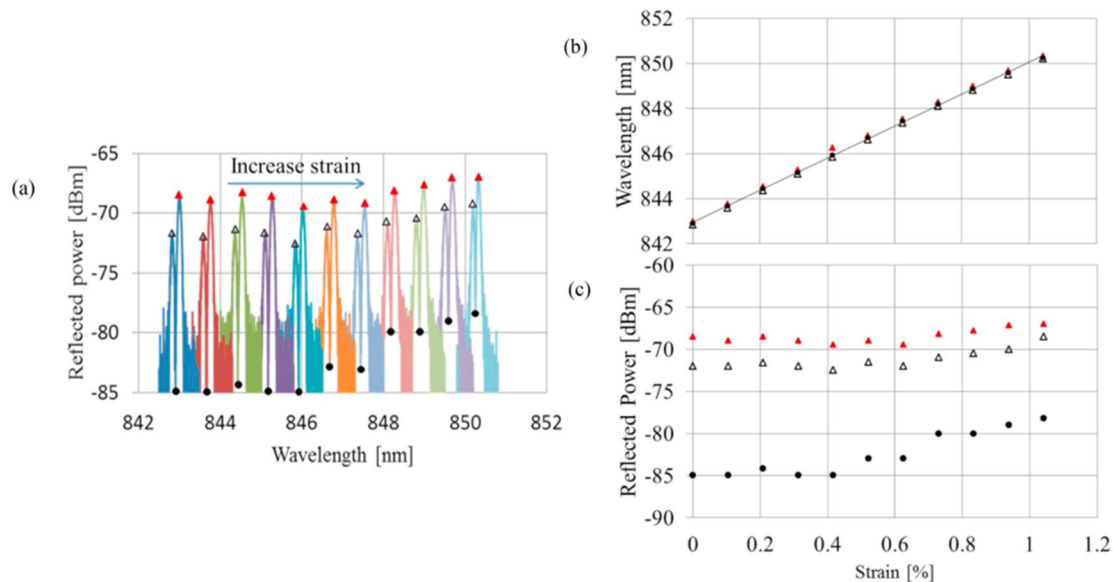 (a)
Reflected power [dBm]
-65
-70
-75
-80
-85
Increase strain
842 844 846 848 850 852
Wavelength [nm]
(b)
Wavelength [nm]
852
850
848
846
844
842
(c)
Reflected Power [dBm]
-60
-65
-70
-75
-80
-85
-90
0 0.2 0.4 0.6 0.8 1 1.2
Strain [%]